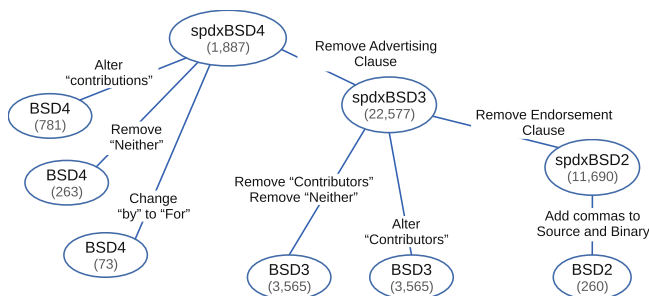 spdxBSD4
(1,887)
Remove Advertising
Clause
Alter
“contributions”
spdxBSD3
(22,577)
BSD4
(781)
Remove Endorsement
Clause
Remove
“Neither”
spdxBSD2
(11,690)
BSD4
(263)
Remove “Contributors”
Remove “Neither”
Change
“by” to “For”
Alter
“Contributors”
Add commas to
Source and Binary
BSD4
(73)
BSD3
(3,565)
BSD3
(3,565)
BSD2
(260)